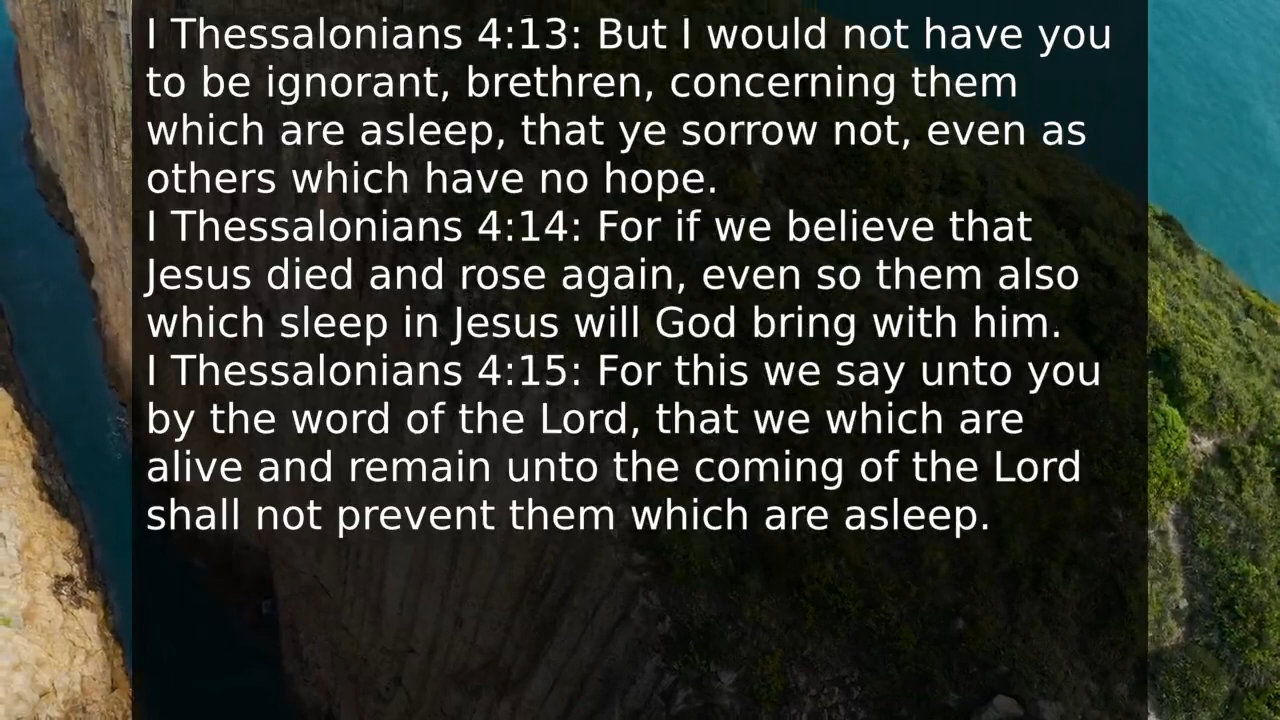 I Thessalonians 4:13: But I would not have you
to be ignorant, brethren, concerning them
which are asleep, that ye sorrow not, even as
others which have no hope.
I Thessalonians 4:14: For if we believe that
Jesus died and rose again, even so them also
which sleep in Jesus will God bring with him.
I Thessalonians 4:15: For this we say unto you
by the word of the Lord, that we which are
alive and remain unto the coming of the Lord
shall not prevent them which are asleep.